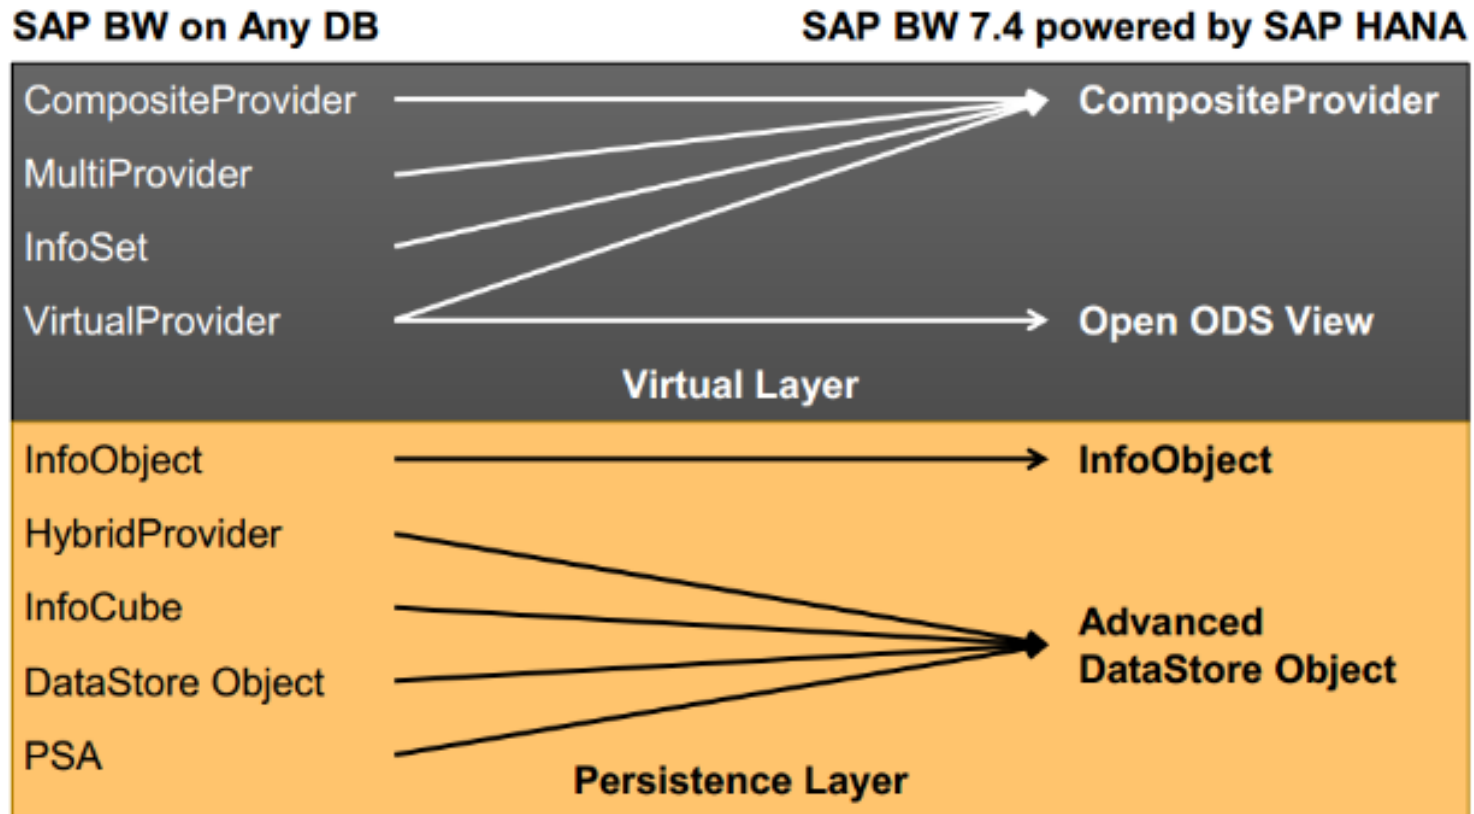 SAP BW on Any DB
SAP BW 7.4 powered by SAP HANA
CompositeProvider
CompositeProvider
MultiProvider
InfoSet
VirtualProvider
Open ODS View
Virtual Layer
InfoObject
InfoObject
HybridProvider
InfoCube
Advanced
DataStore Object
DataStore Object
PSA
Persistence Layer